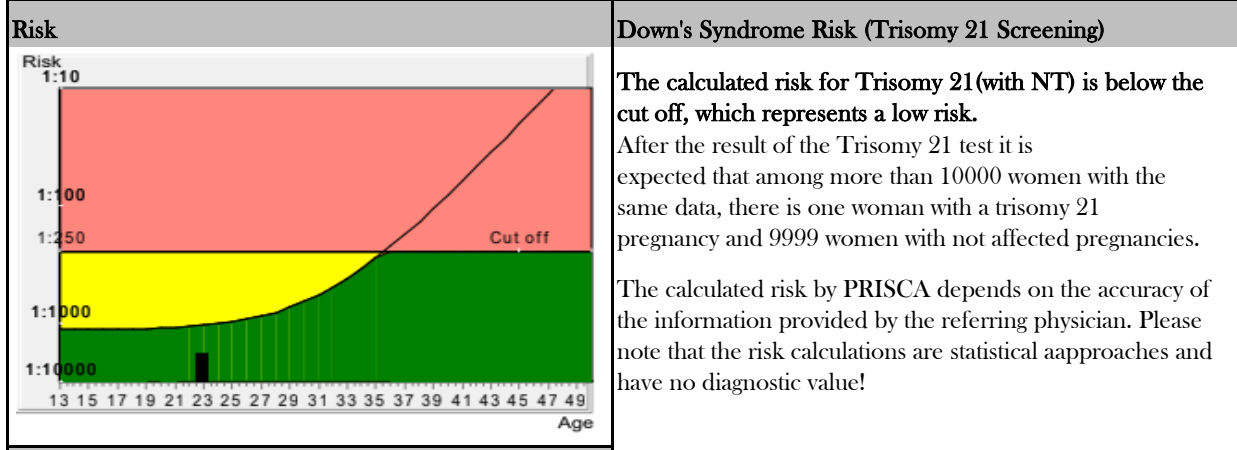 Risk
Down's Syndrome Risk (Trisomy 21 Screening)
Risk
1:10
1:100
1:250
Cut off
1:1000
1:10000
13 15 17 19 21 23 25 27 29 31 33 35 37 39 41 43 45 47 49
Age
The calculated risk for Trisomy 21(with NT) is below the
cut off, which represents a low risk.
After the result of the Trisomy 21 test it is
expected that among more than 10000 women with the
same data, there is one woman with a trisomy 21
pregnancy and 9999 women with not affected pregnancies.
The calculated risk by PRISCA depends on the accuracy of
the information provided by the referring physician. Please
note that the risk calculations are statistical aapproaches and
have no diagnostic value!